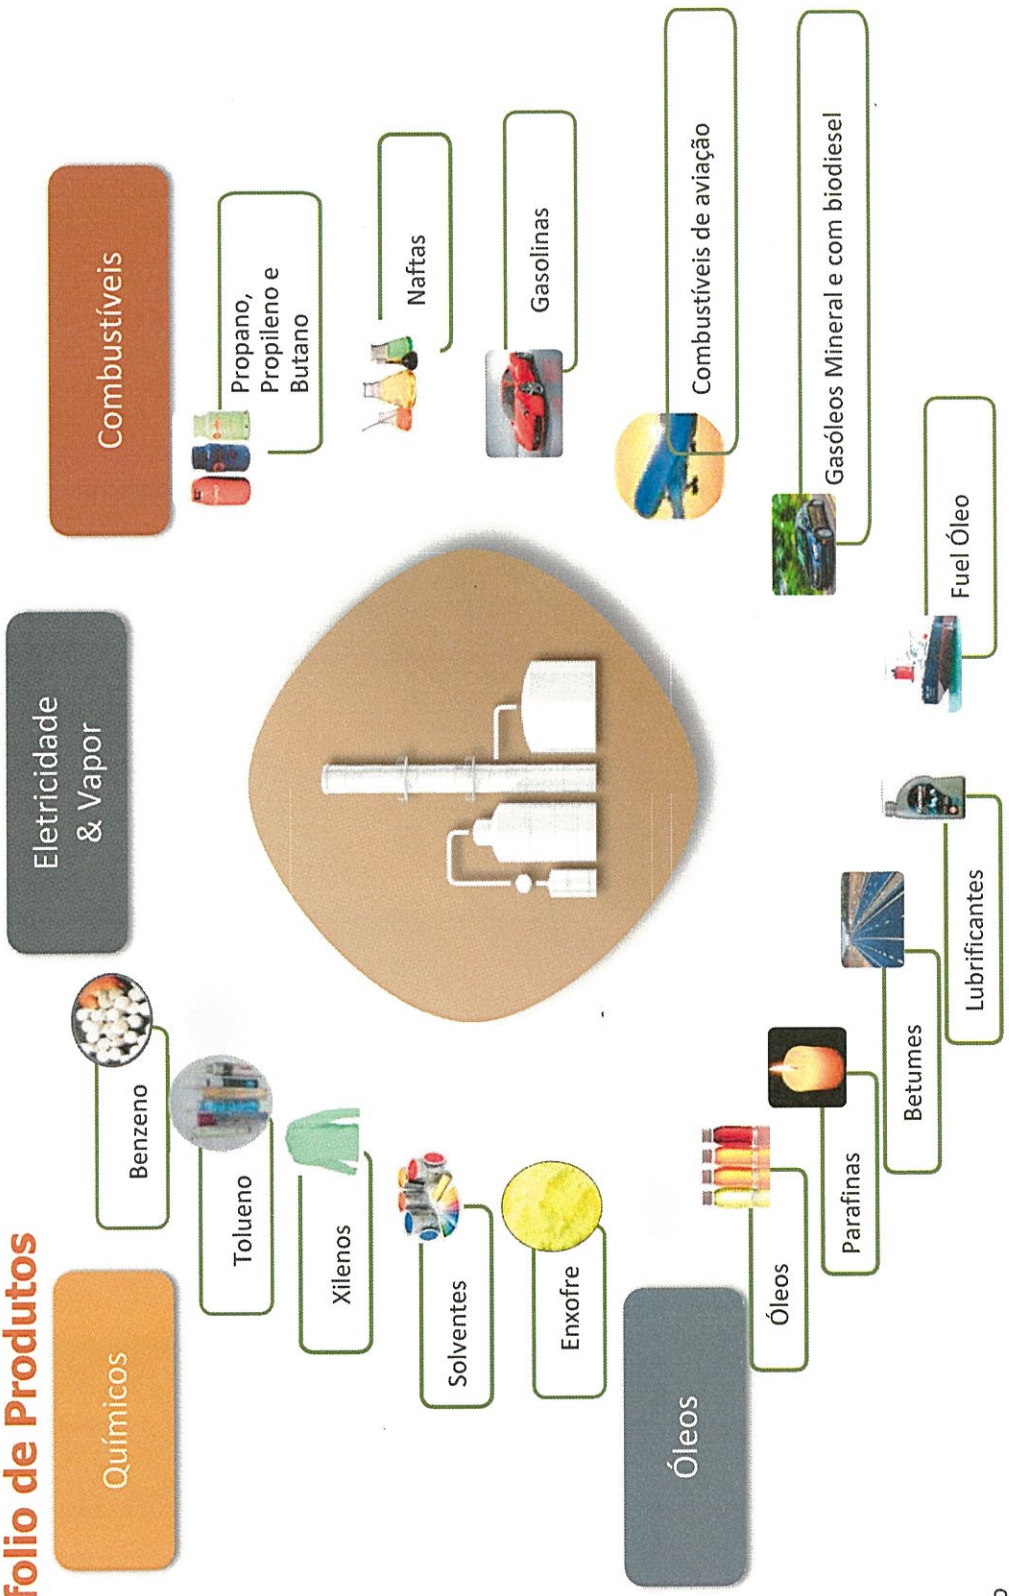 folio de Produtos
Químicos
Eletricidade
& Vapor
Combustíveis
Benzeno
Tolueno
Xilenos
Solventes
Enxofre
Propano,
Propileno e
Butano
Naftas
Gasolinas
Combustíveis de aviação
Gasóleos Mineral e com biodiesel
Fuel Óleo
Óleos
Óleos
Parafinas
Betumes
Lubrificantes